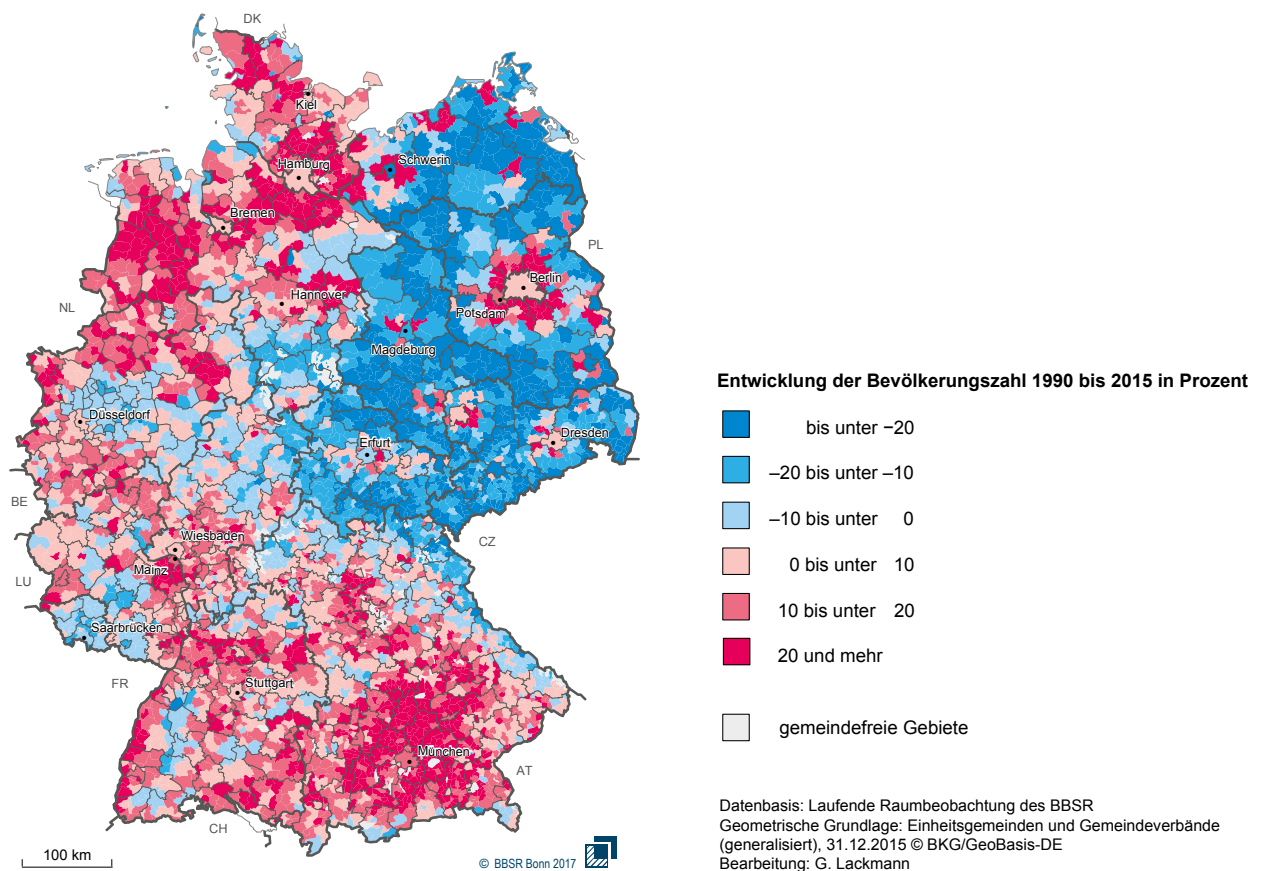 DK
Kiel
Hamburg
Schwerin
Bremen
PL
Berlin
Hannover
NL
Potsdam
Magdeburg
Düsseldorf
Dresden
Erfurt
BE
Wiesbaden
CZ
Mainz
LU
Saarbrücken
FR
Stuttgart
München
AT
CH
100 km
© BBSR Bonn 2017
Entwicklung der Bevölkerungszahl 1990 bis 2015 in Prozent
bis unter −20
–20 bis unter –10
–10 bis unter 0
0 bis unter 10
10 bis unter 20
20 und mehr
gemeindefreie Gebiete
Datenbasis: Laufende Raumbeobachtung des BBSR
Geometrische Grundlage: Einheitsgemeinden und Gemeindeverbände
(generalisiert), 31.12.2015 © BKG/GeoBasis-DE
Bearbeitung: G. Lackmann